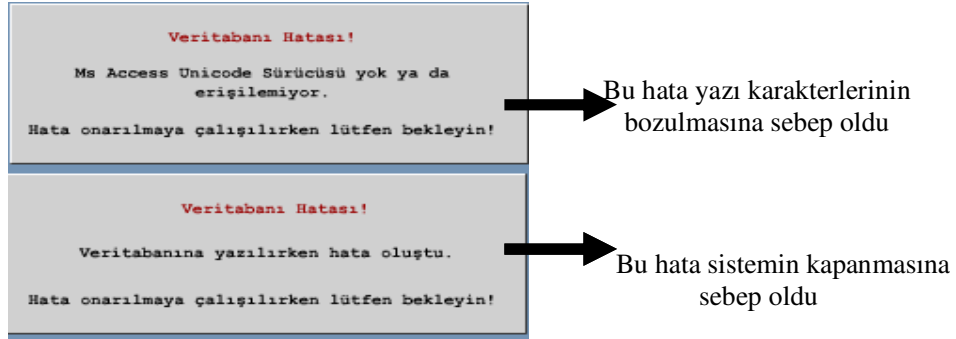 Veritabanı Hatası!
Ms Access Unicode Sürücüsü yok ya da
erişilemiyor.
Hata onarılmaya çalışılırken lütfen bekleyin!
Bu hata yazı karakterlerinin
bozulmasına sebep oldu
Veritabanı Hatası!
Veritabanına yazılırken hata oluştu.
Hata onarılmaya çalışılırken lütfen bekleyin!
Bu hata sistemin kapanmasına
sebep oldu